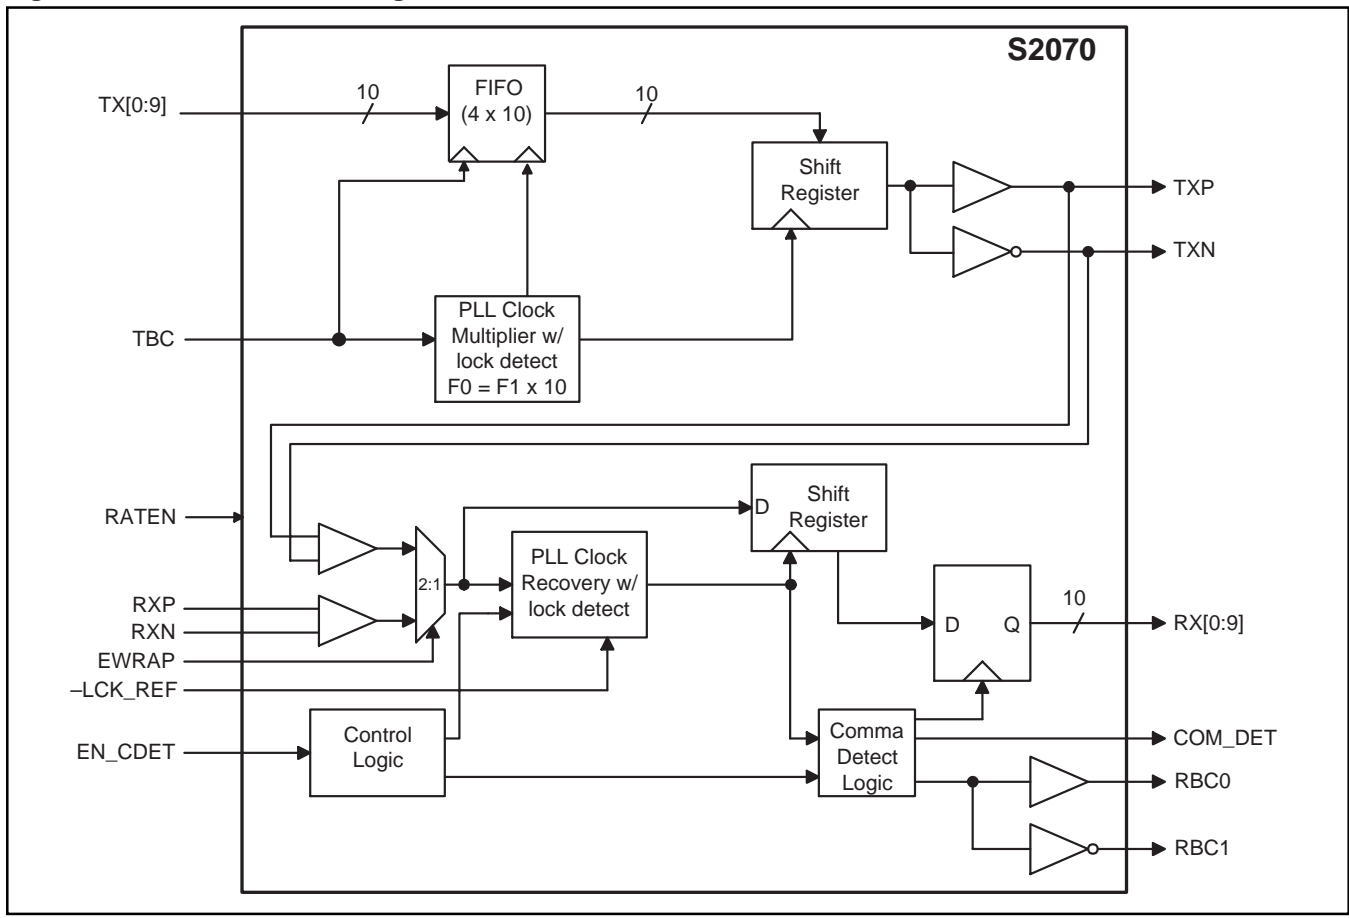 S2070
TX[0:9]
10
FIFO
(4 x 10)
10
Shift
Register
TXP
TXN
TBC
PLL Clock
Multiplier w/
lock detect
F0 = F1 x 10
RATEN
D
Shift
Register
2:1
PLL Clock
Recovery w/
lock detect
RXP
RXN
EWRAP
–LCK_REF
D Q
10
RX[0:9]
EN_CDET
Control
Logic
Comma
Detect
Logic
COM_DET
RBC0
RBC1